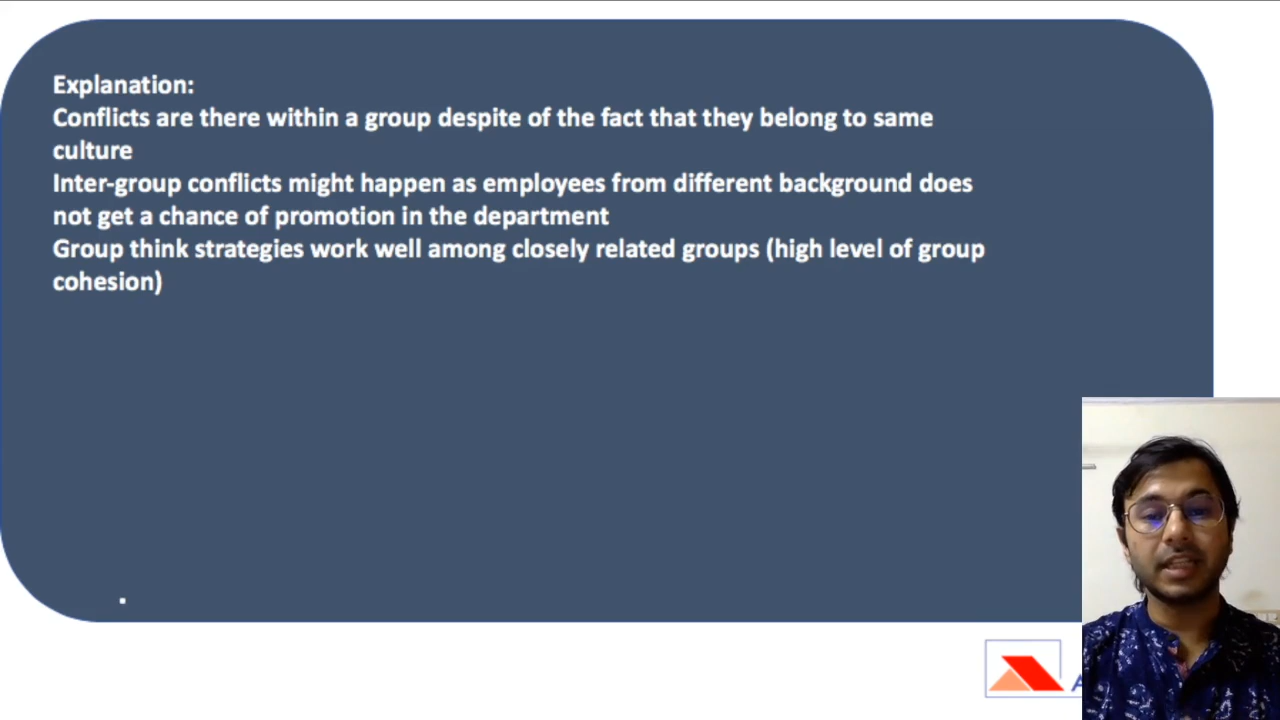 Explanation:
Conflicts are there within a group despite of the fact that they belong to same
culture
Inter-group conflicts might happen as employees from different background does
not get a chance of promotion in the department
Group think strategies work well among closely related groups (high level of group
cohesion)